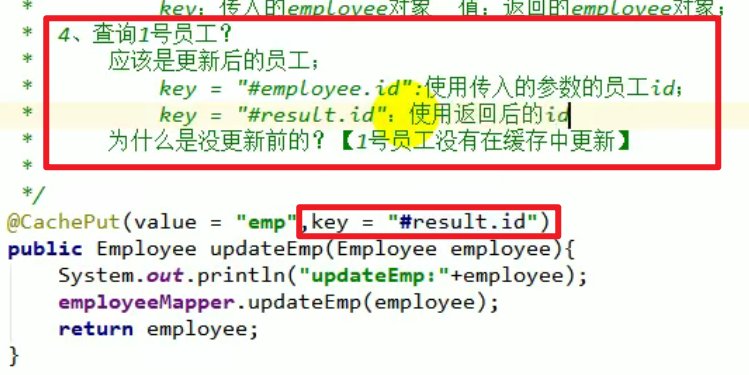 * key：传入的employee对象 值：返回的employee对象；
* 4、查询1号员工？
* 应该是更新后的员工；
* key = "#employee.id":使用传入的参数的员工id；
* key = "#result.id"：使用返回后的id
* 为什么是没更新前的？【1号员工没有在缓存中更新】
*
*/
@CachePut(value = "emp",key = "#result.id")
public Employee updateEmp(Employee employee){
System.out.println("updateEmp:"+employee);
employeeMapper.updateEmp(employee);
return employee;
}